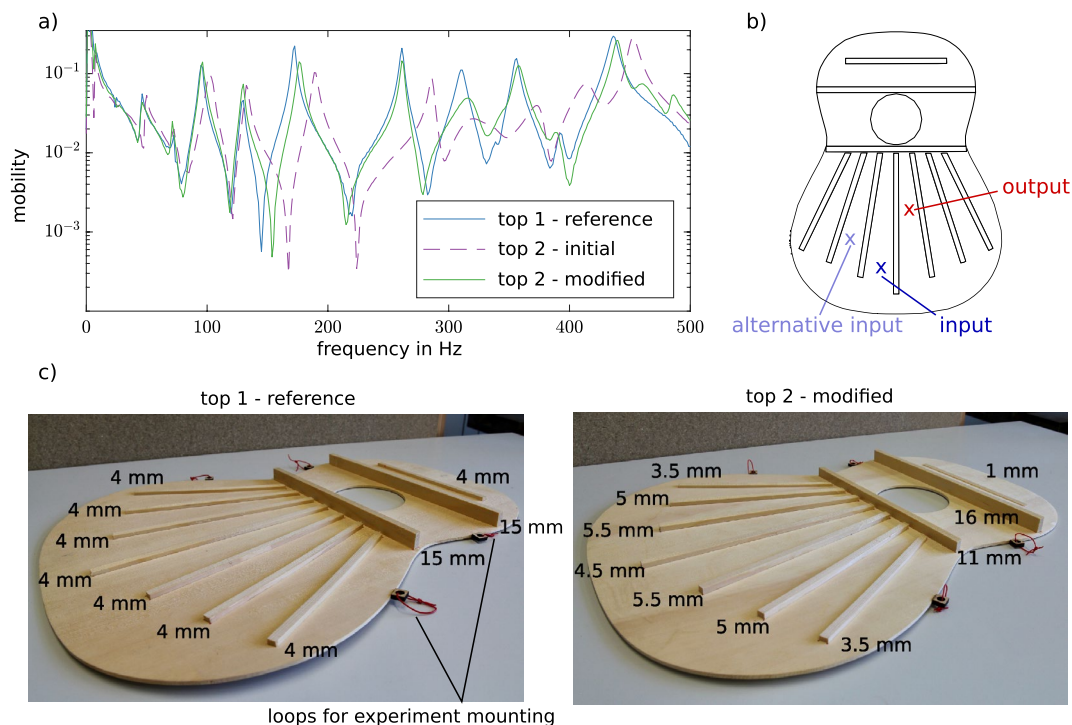 a)
b)
10⁻¹
10⁻²
10⁻³
mobility
top 1 - reference
top 2 - initial
top 2 - modified
0
100
200
300
400
500
frequency in Hz
x
output
x
x
alternative input
input
c)
top 1 - reference
top 2 - modified
4 mm
4 mm
4 mm
4 mm
4 mm
4 mm
4 mm
4 mm
15 mm
15 mm
loops for experiment mounting
3.5 mm
1 mm
5 mm
16 mm
5.5 mm
11 mm
4.5 mm
5.5 mm
5 mm
3.5 mm